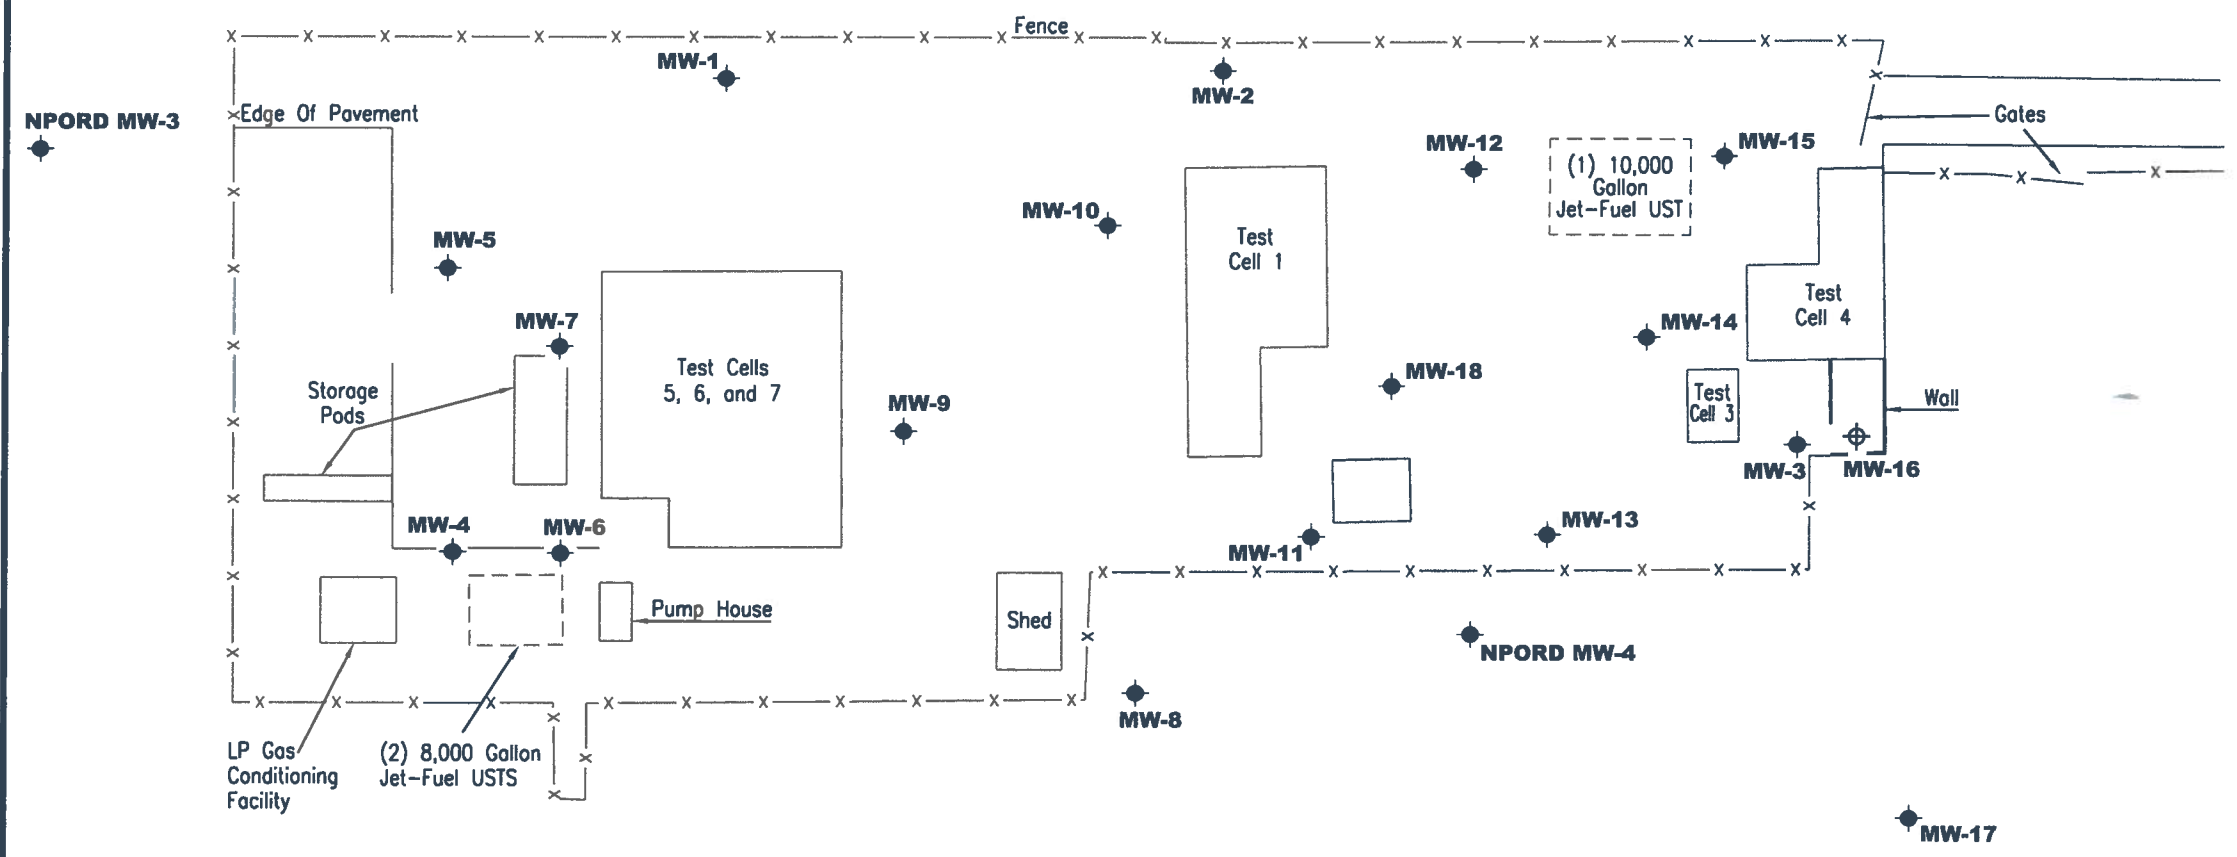 Fence
MW-1
MW-2
Edge Of Pavement
NPORD MW-3
Gates
MW-12
MW-15
(1) 10,000
Gallon
Jet-Fuel UST
MW-10
MW-5
Test
Cell 1
Test
Cell 4
MW-7
MW-14
Test Cells
5, 6, and 7
Storage
Pods
MW-18
MW-9
Test
Cell 3
Wall
MW-3
MW-16
MW-4
MW-6
MW-13
MW-11
Pump House
Shed
NPORD MW-4
MW-8
LP Gas
Conditioning
Facility
(2) 8,000 Gallon
Jet-Fuel USTS
MW-17